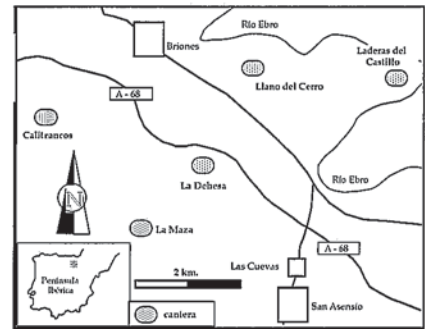 Río Ebro
Briones
Laderas del
Castillo
Llano del Cerro
A - 68
Calitrancos
La Dehesa
Río Ebro
N
La Maza
A - 68
Las Cuevas
2 km.
Península
Ibérica
San Asensio
cantera